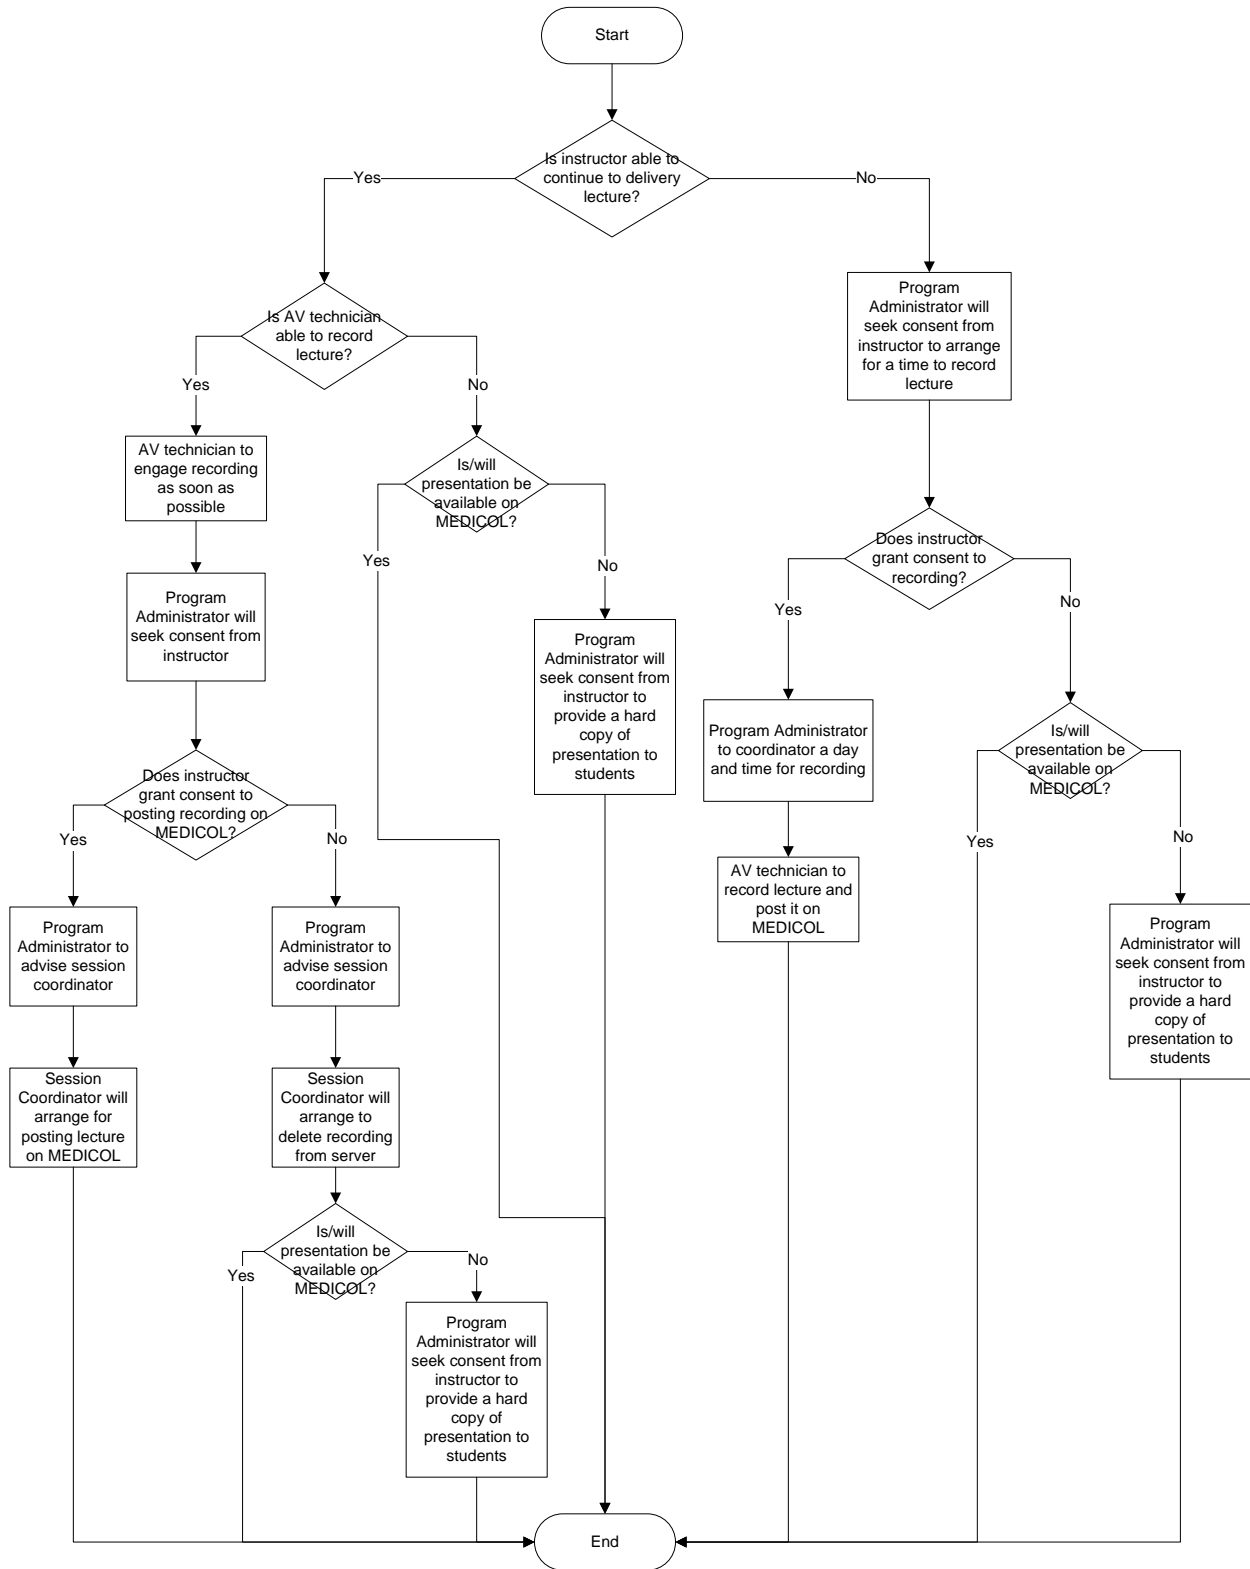 Start
Is instructor able to
continue to delivery
lecture?
Yes
No
Is AV technician
able to record
lecture?
Program
Administrator will
seek consent from
instructor to arrange
for a time to record
lecture
Yes
No
AV technician to
engage recording
as soon as
possible
Is/will
presentation be
available on
MEDICOL?
Yes
No
Does instructor
grant consent to
recording?
Yes
No
Program
Administrator will
seek consent from
instructor
Program
Administrator will
seek consent from
instructor to
provide a hard
copy of
presentation to
students
Program Administrator
to coordinator a day
and time for recording
Is/will
presentation be
available on
MEDICOL?
Does instructor
grant consent to
posting recording on
MEDICOL?
Yes
No
Yes
No
AV technician to
record lecture and
post it on
MEDICOL
Program
Administrator to
advise session
coordinator
Program
Administrator to
advise session
coordinator
Program
Administrator will
seek consent from
instructor to
provide a hard
copy of
presentation to
students
Session
Coordinator will
arrange for
posting lecture
on MEDICOL
Session
Coordinator will
arrange to
delete recording
from server
Is/will
presentation be
available on
MEDICOL?
Yes
No
Program
Administrator will
seek consent from
instructor to
provide a hard
copy of
presentation to
students
End